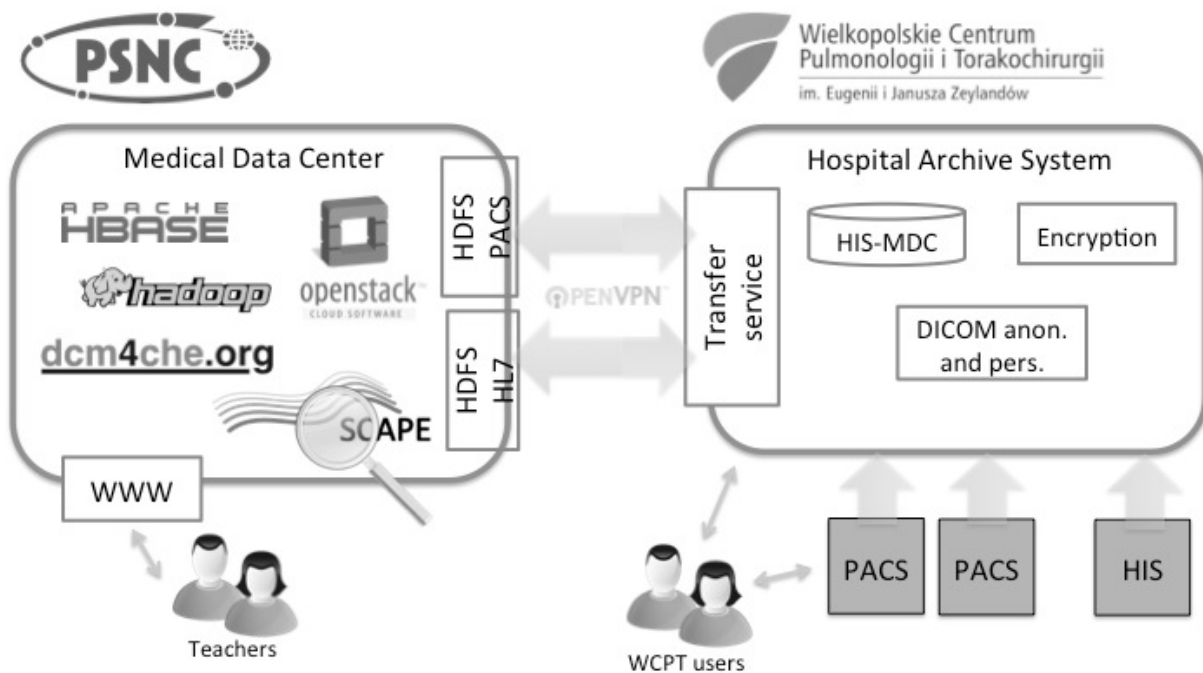 PSNC
Wielkopolskie Centrum
Pulmonologii i Torakochirurgii
im. Eugenii i Janusza Zeylandów
Medical Data Center
APACHE
HBASE
hadoop
openstack™
CLOUD SOFTWARE
dcm4che.org
SCAPE
HDFS
PACS
HDFS
HL7
WWW
Teachers
OPENVPN™
Hospital Archive System
Transfer
service
HIS-MDC
Encryption
DICOM anon.
and pers.
WCPT users
PACS
PACS
HIS